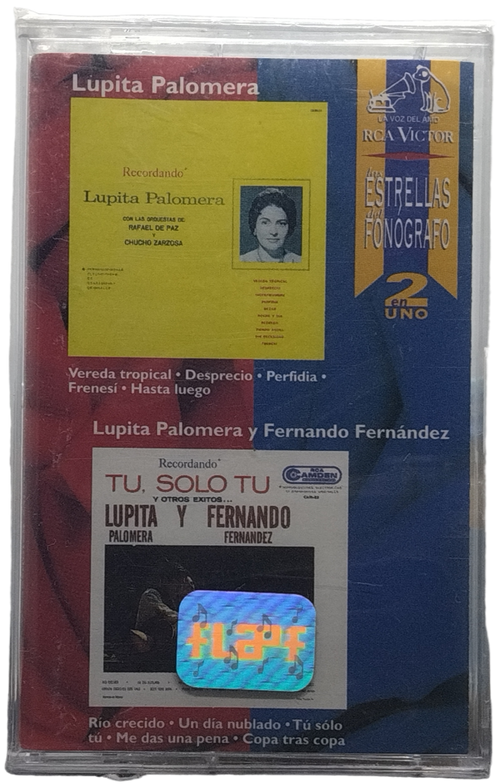 Lupita Palomera
LA VOZ DEL AMO
RCA VICTOR
las
ESTRELLAS
del
FONOGRAFO
2
en
UNO
Recordando
Lupita Palomera
CON LAS ORQUESTAS DE:
RAFAEL DE PAZ
Y
CHUCHO ZARZOSA
Vereda tropical • Desprecio • Perfidia •
Frenesí • Hasta luego
Lupita Palomera y Fernando Fernández
Recordando
TU, SOLO TU
Y OTROS EXITOS...
RCA
CAMDEN
LUPITA Y FERNANDO
PALOMERA FERNANDEZ
Río crecido • Un día nublado • Tú sólo
tú • Me das una pena • Copa tras copa